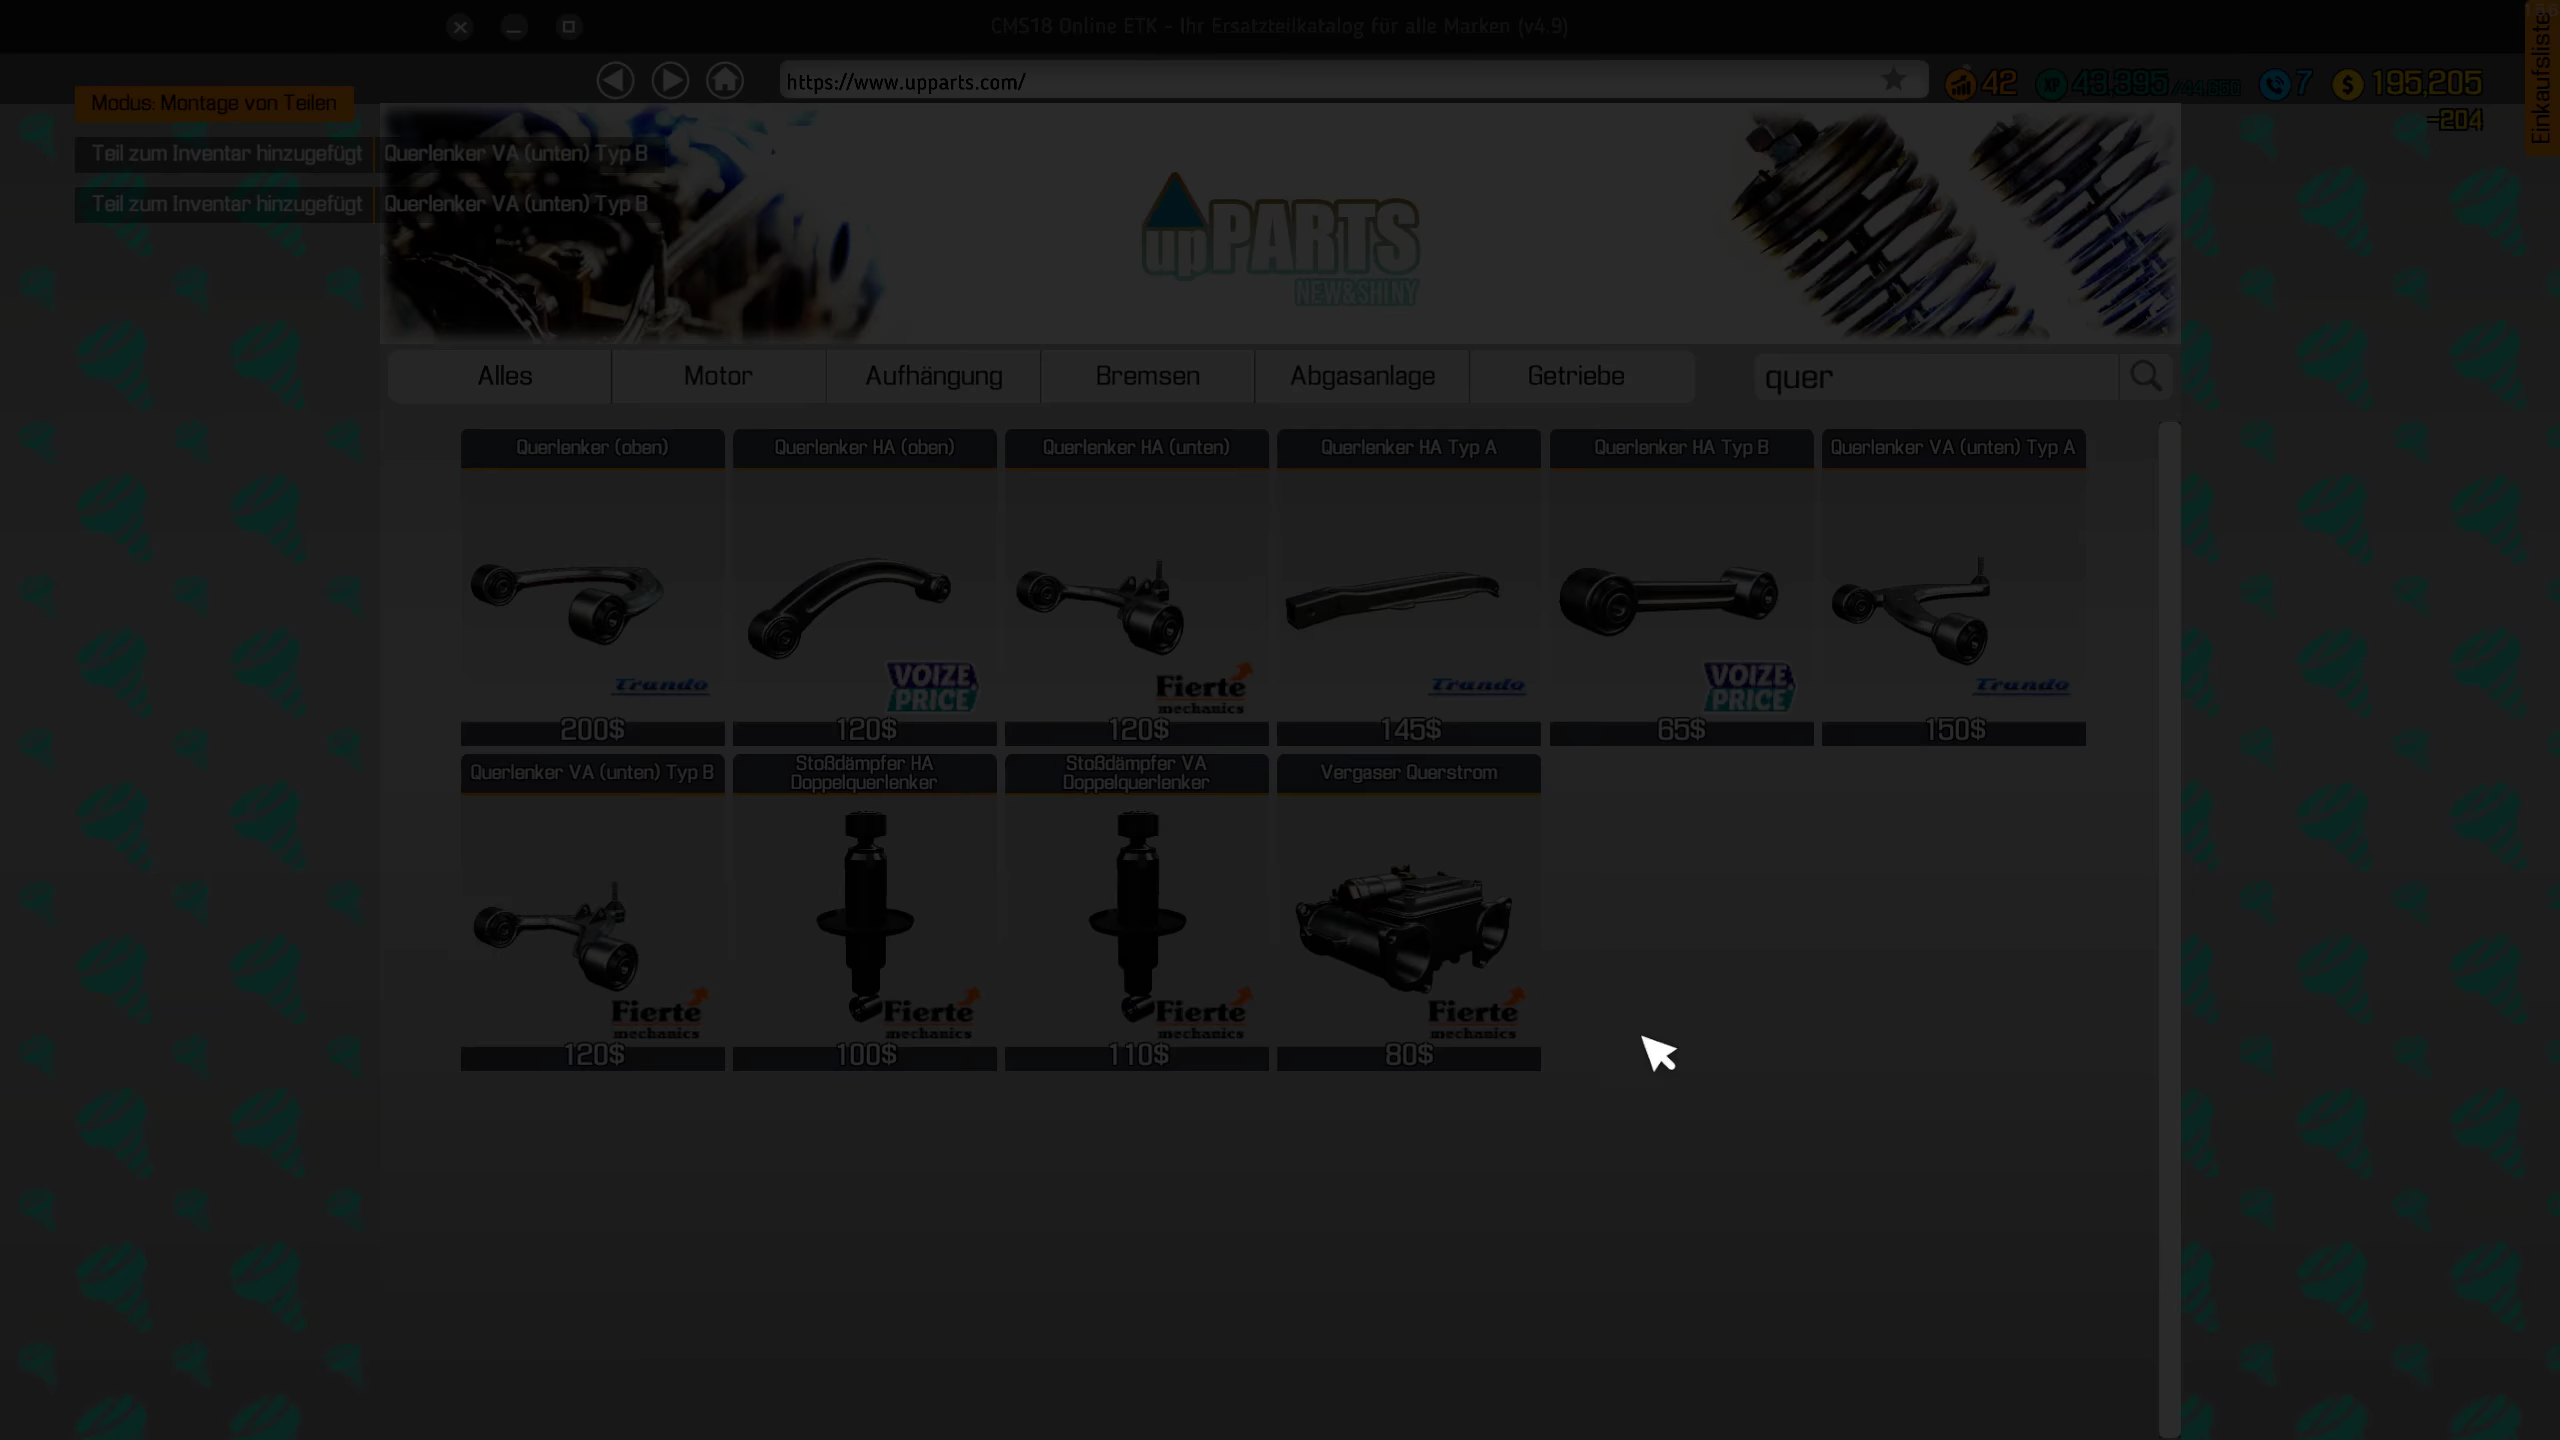 CMS18 Online ETK - Ihr Ersatzteilkatalog für alle Marken (v4.9)
https://www.upparts.com/
42
43,395/44,350
7
195,205
-204
Einkaufsliste
Modus: Montage von Teilen
Teil zum Inventar hinzugefügt Querlenker VA (unten) Typ B
Teil zum Inventar hinzugefügt Querlenker VA (unten) Typ B
upPARTS
NEW&SHINY
Alles Motor Aufhängung Bremsen Abgasanlage Getriebe quer
Querlenker (oben) Querlenker HA (oben) Querlenker HA (unten) Querlenker HA Typ A Querlenker HA Typ B Querlenker VA (unten) Typ A
Trando VOIZE PRICE Fierte mechanics Trando VOIZE PRICE Trando
200$ 120$ 120$ 145$ 65$ 150$
Querlenker VA (unten) Typ B Stoßdämpfer HA Doppelquerlenker Stoßdämpfer VA Doppelquerlenker Vergaser Querstrom
Fierte mechanics Fierte mechanics Fierte mechanics Fierte mechanics
120$ 100$ 110$ 80$